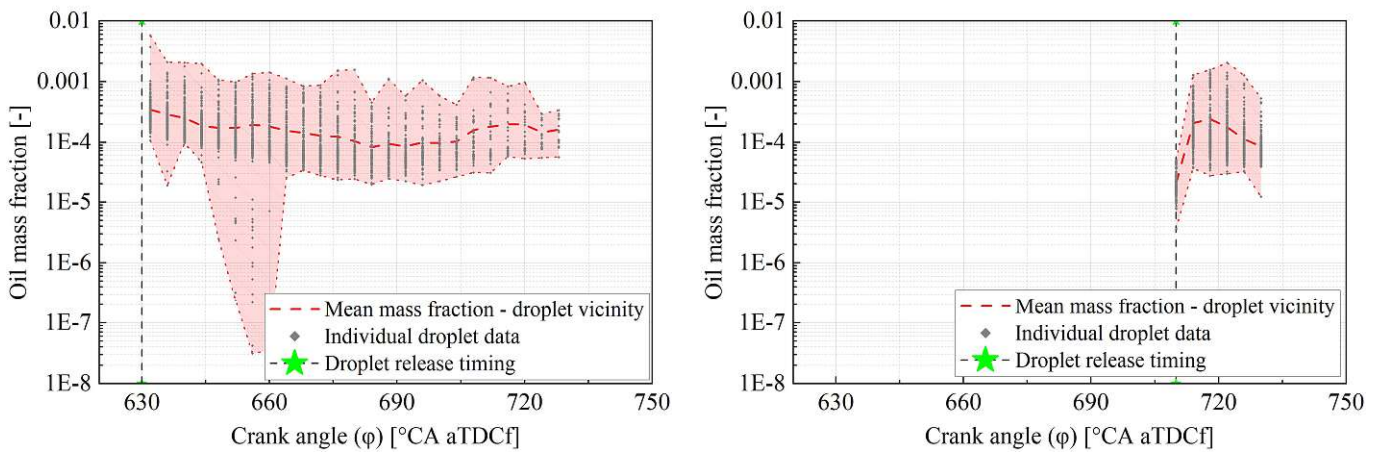 0.01
0.001
1E-4
1E-5
1E-6
1E-7
1E-8
Oil mass fraction [-]
Mean mass fraction - droplet vicinity
Individual droplet data
Droplet release timing
630 660 690 720 750
Crank angle (φ) [°CA aTDCf]
0.01
0.001
1E-4
1E-5
1E-6
1E-7
1E-8
Oil mass fraction [-]
Mean mass fraction - droplet vicinity
Individual droplet data
Droplet release timing
630 660 690 720 750
Crank angle (φ) [°CA aTDCf]